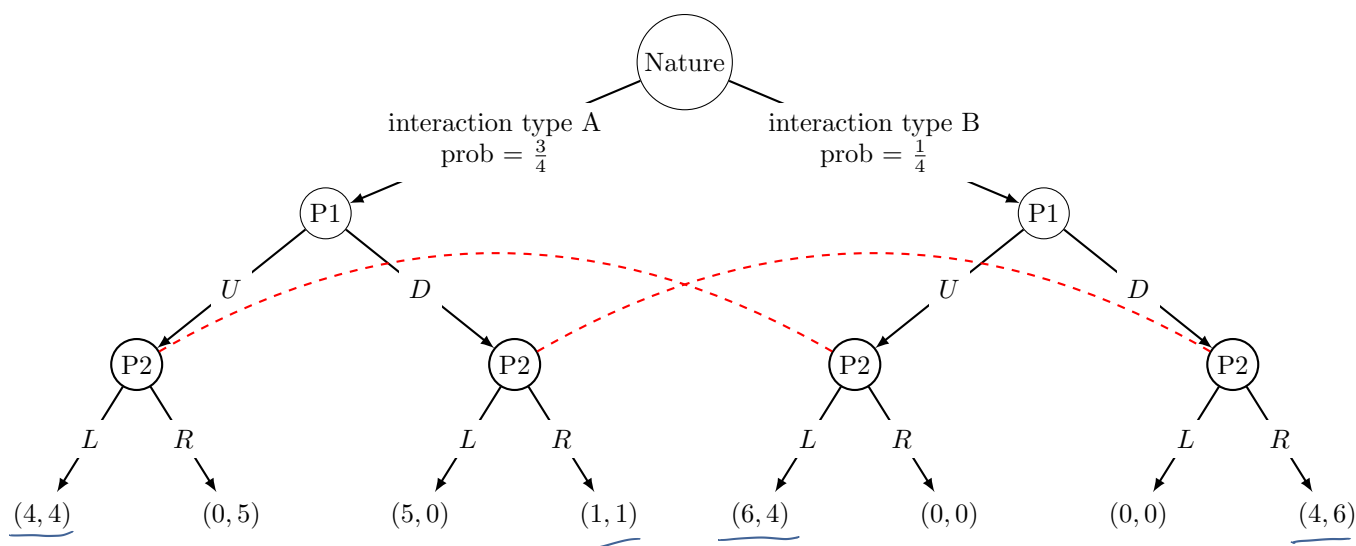 Nature
interaction type A
prob = 3/4
interaction type B
prob = 1/4
P1
P1
U
D
U
D
P2
P2
P2
P2
L
R
L
R
L
R
L
R
(4, 4)
(0, 5)
(5, 0)
(1, 1)
(6, 4)
(0, 0)
(0, 0)
(4, 6)